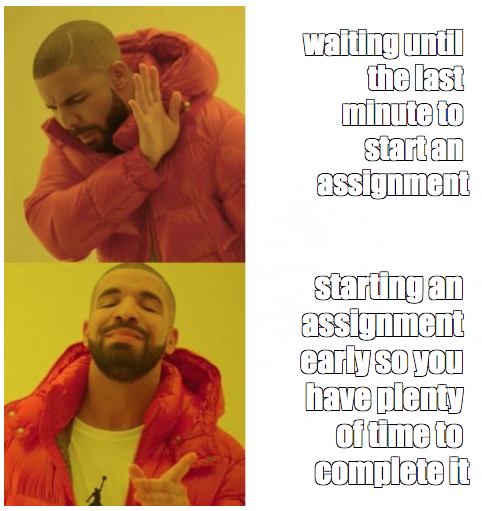 waiting until
the last
minute to
start an
assignment
starting an
assignment
early so you
have plenty
of time to
complete it